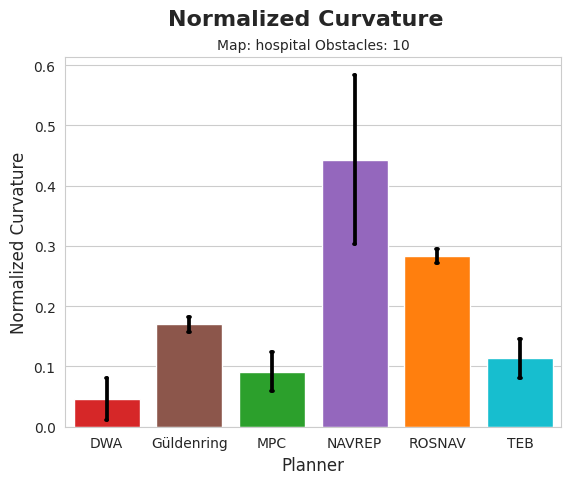 Normalized Curvature
Map: hospital Obstacles: 10
0.6
0.5
0.4
0.3
0.2
0.1
0.0
Normalized Curvature
DWA Güldenring MPC NAVREP ROSNAV TEB
Planner